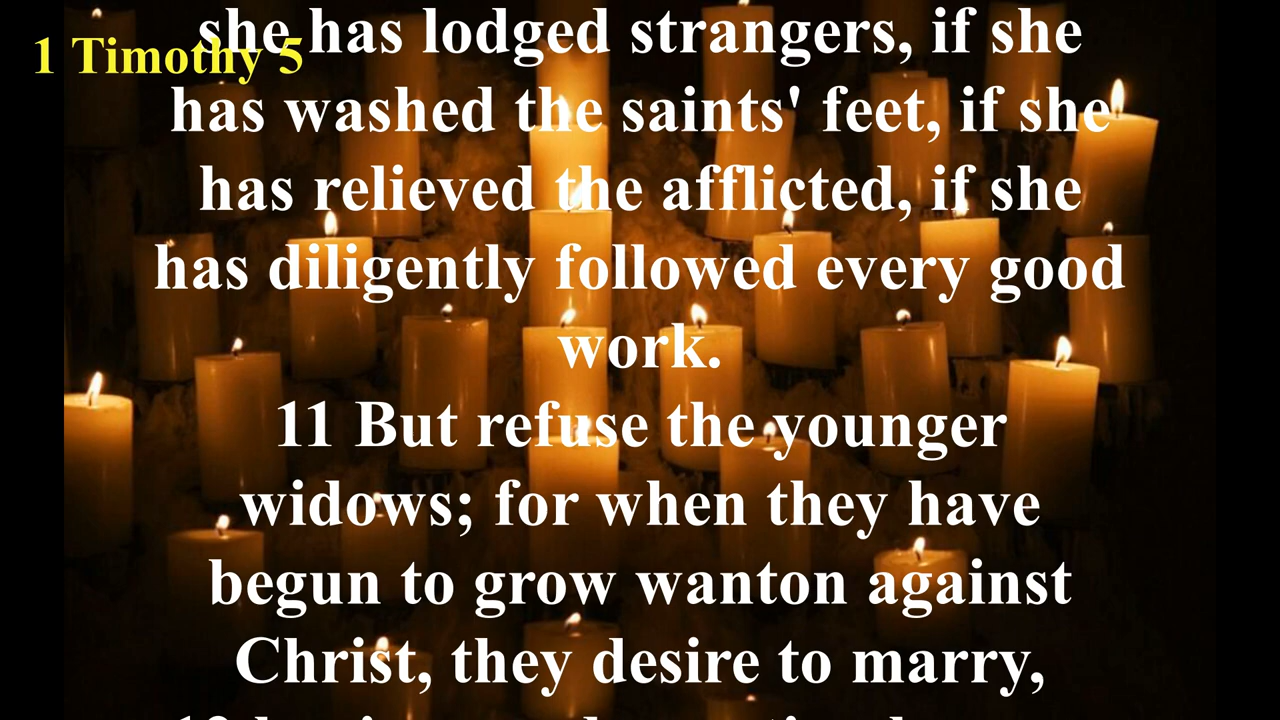 1 Timothy 5
she has lodged strangers, if she
has washed the saints' feet, if she
has relieved the afflicted, if she
has diligently followed every good
work.
11 But refuse the younger
widows; for when they have
begun to grow wanton against
Christ, they desire to marry,